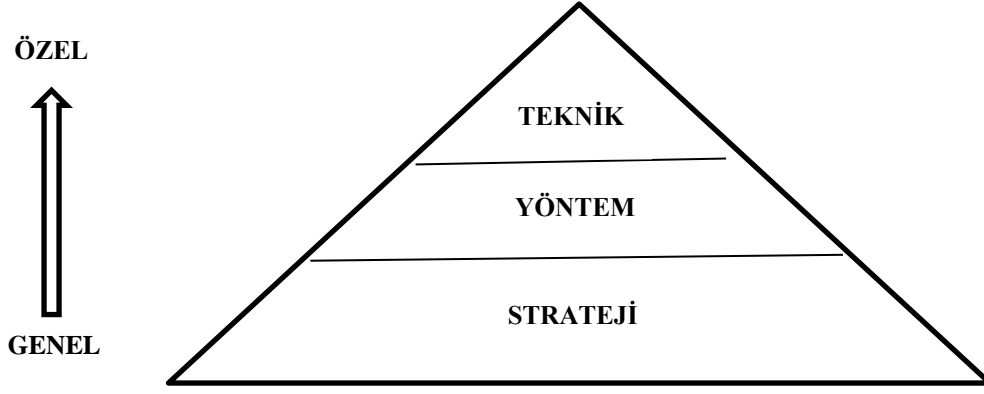 ÖZEL
TEKNİK
YÖNTEM
STRATEJİ
GENEL